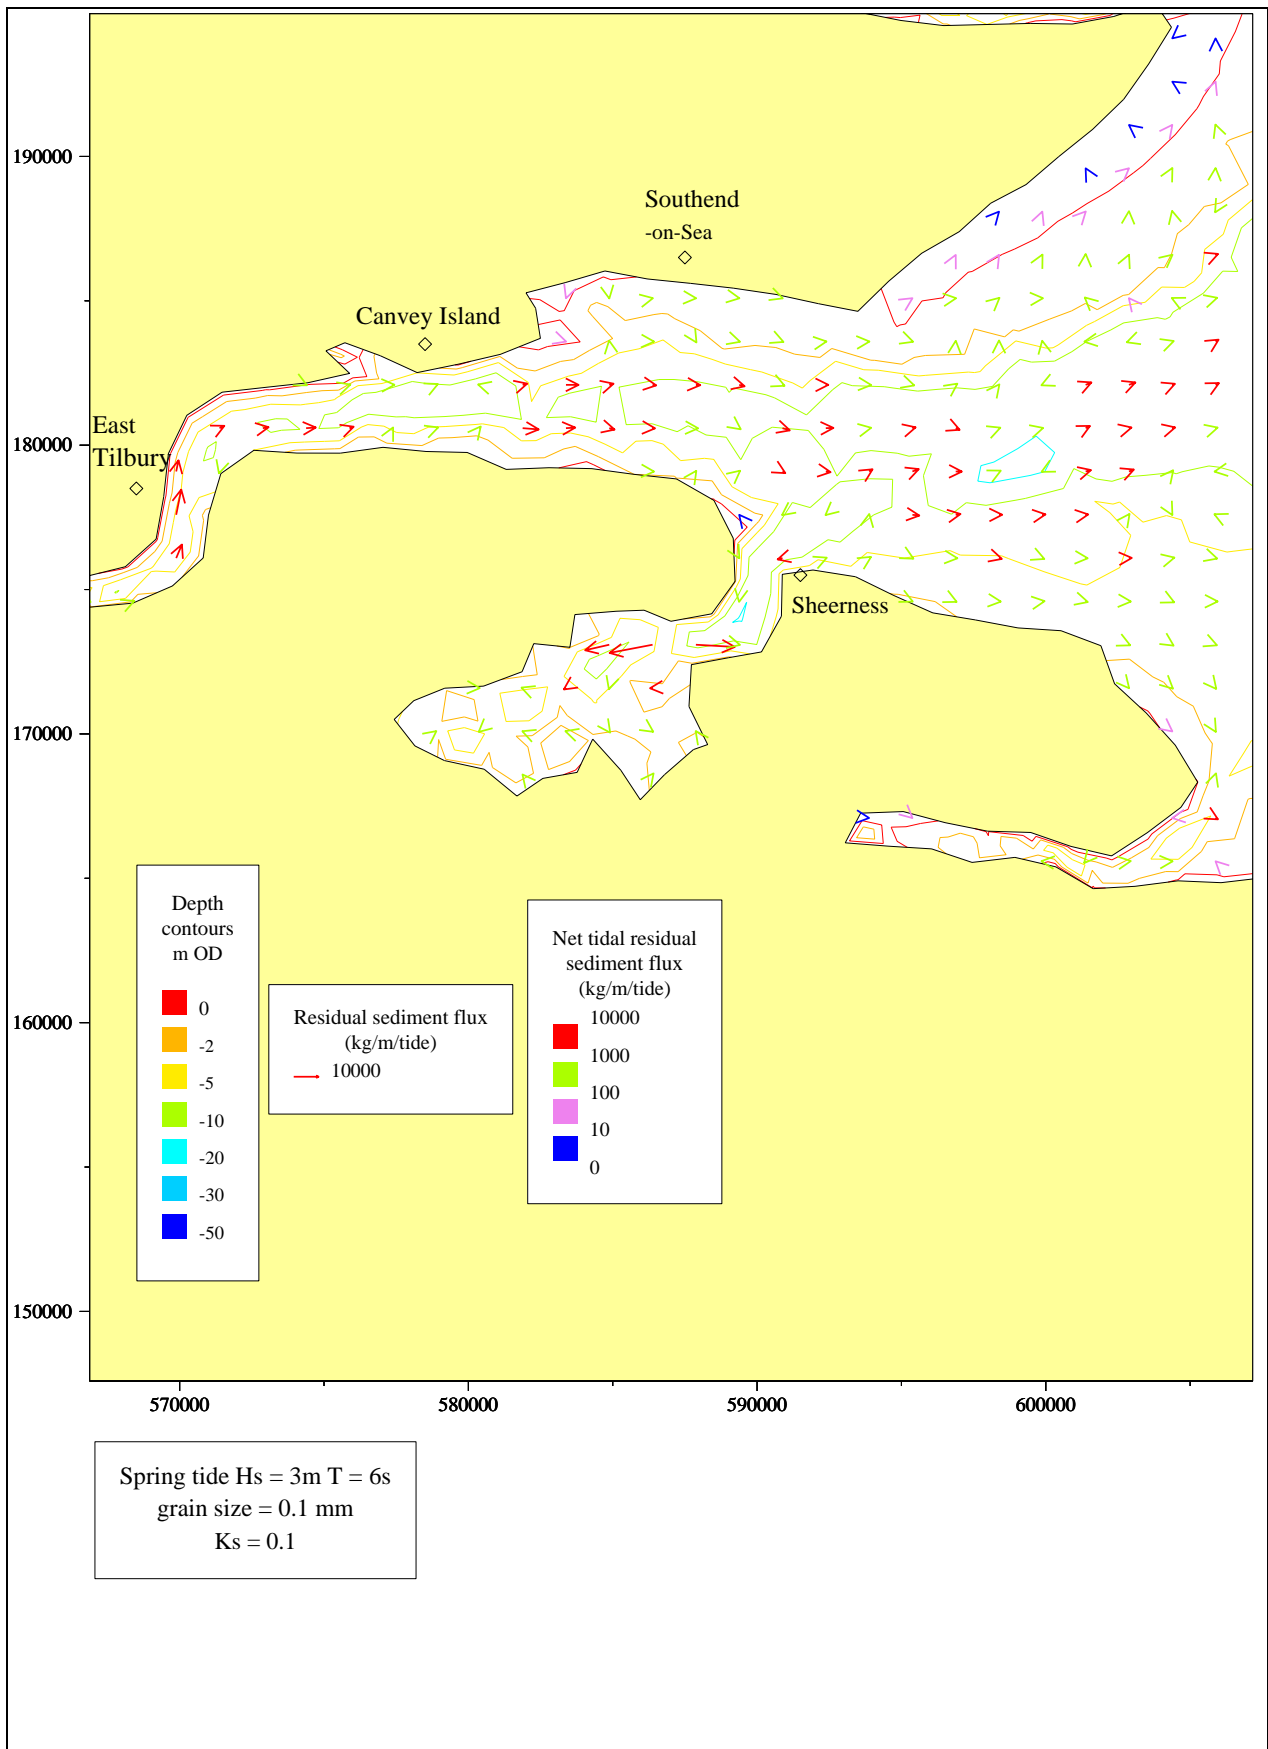 190000
180000
170000
160000
150000
570000
580000
590000
600000
Southend
-on-Sea
Canvey Island
East
Tilbury
Sheerness
Depth
contours
m OD
0
-2
-5
-10
-20
-30
-50
Residual sediment flux
(kg/m/tide)
10000
Net tidal residual
sediment flux
(kg/m/tide)
10000
1000
100
10
0
Spring tide Hs = 3m T = 6s
grain size = 0.1 mm
Ks = 0.1